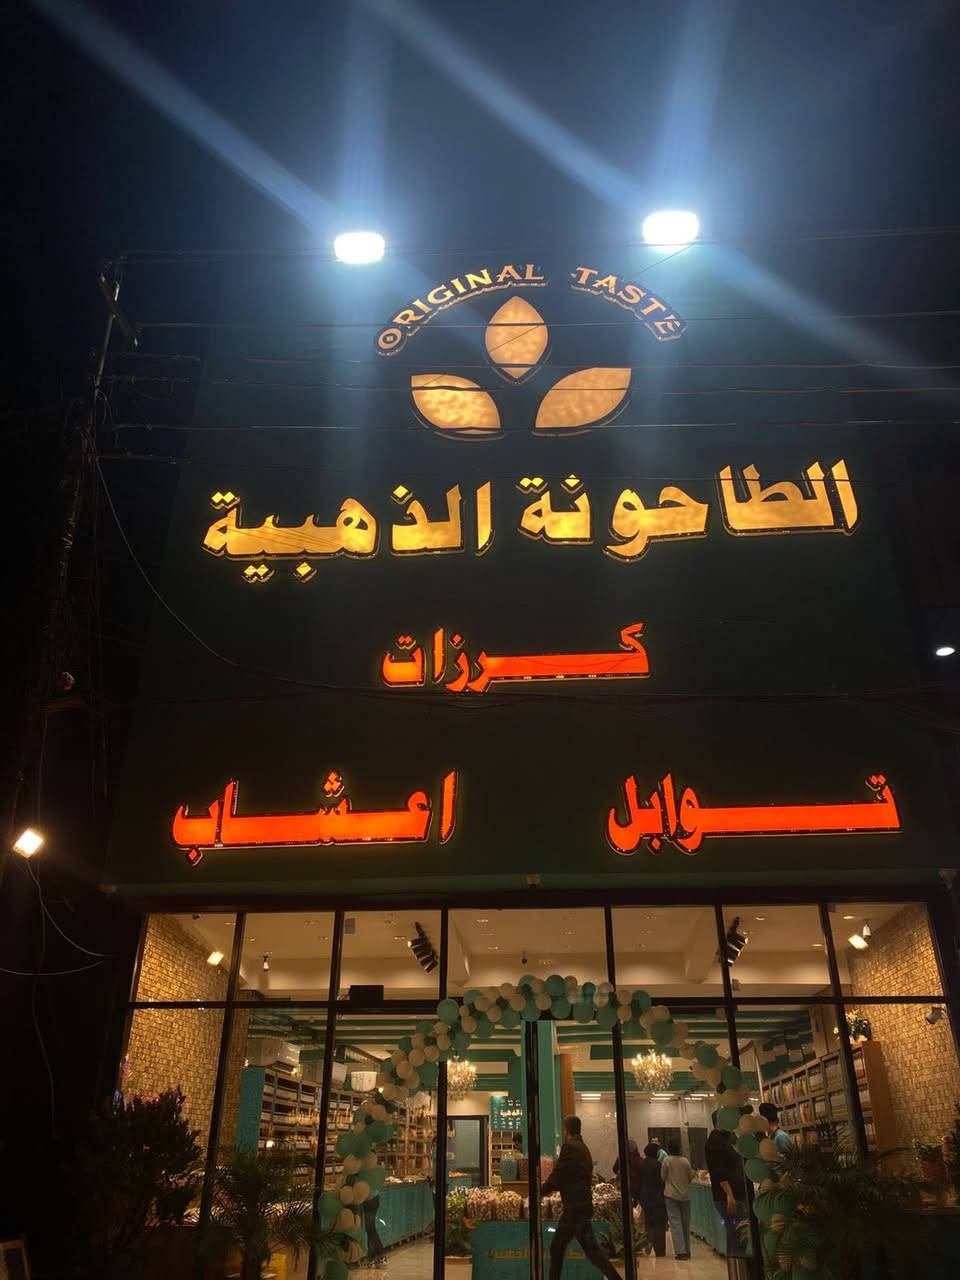 ORIGINAL TASTE
الطاحونة الذهبية
كرزات
توابل اعشاب